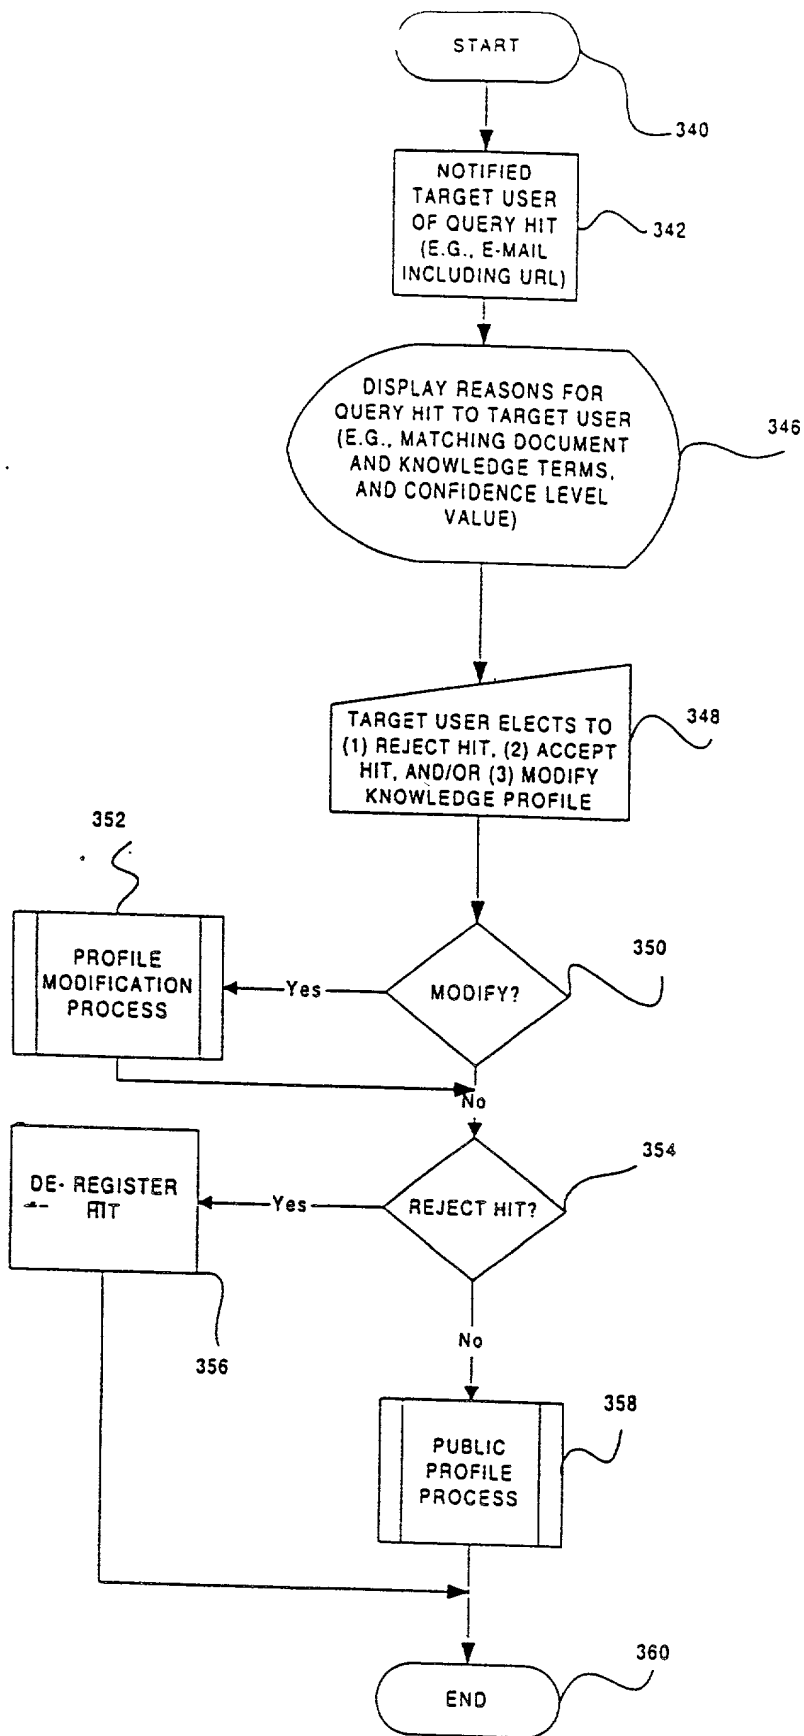 START
340
NOTIFIED
TARGET USER
OF QUERY HIT
(E.G., E-MAIL
INCLUDING URL)
342
DISPLAY REASONS FOR
QUERY HIT TO TARGET USER
(E.G., MATCHING DOCUMENT
AND KNOWLEDGE TERMS,
AND CONFIDENCE LEVEL
VALUE)
346
TARGET USER ELECTS TO
(1) REJECT HIT, (2) ACCEPT
HIT, AND/OR (3) MODIFY
KNOWLEDGE PROFILE
348
352
PROFILE
MODIFICATION
PROCESS
Yes
MODIFY?
350
No
DE-REGISTER
HIT
Yes
REJECT HIT?
354
356
No
PUBLIC
PROFILE
PROCESS
358
END
360